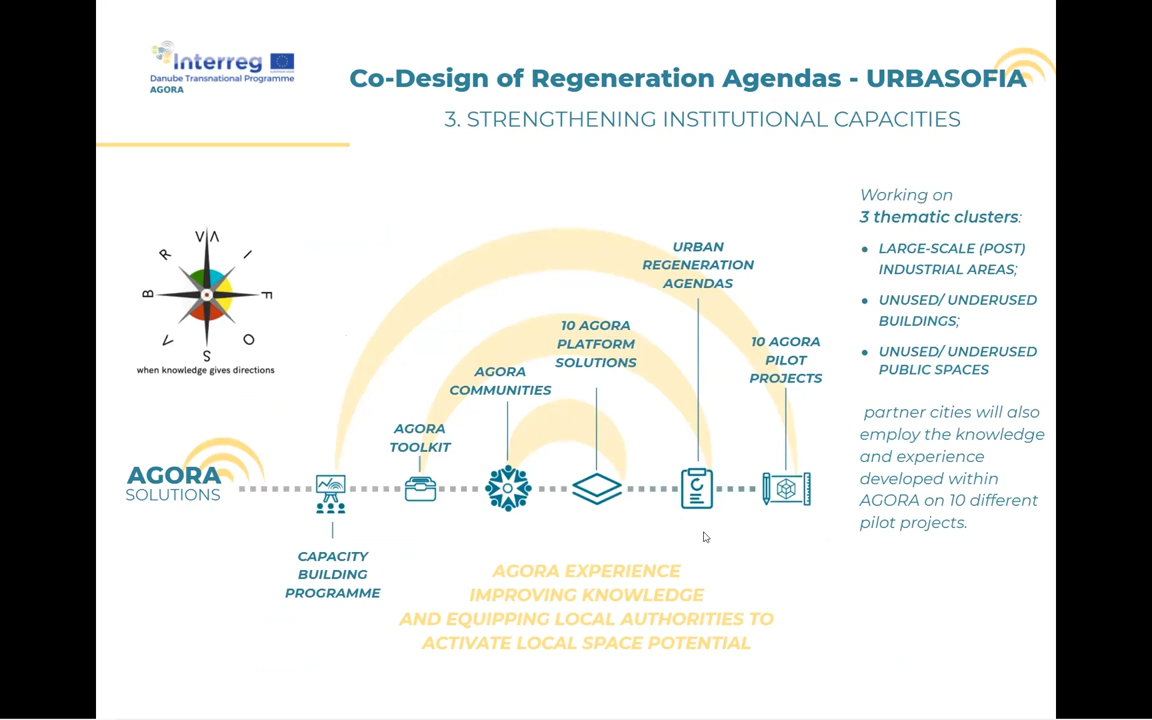 Interreg
Danube Transnational Programme
AGORA
Co-Design of Regeneration Agendas - URBASOFIA
3. STRENGTHENING INSTITUTIONAL CAPACITIES
when knowledge gives directions
AGORA
SOLUTIONS
CAPACITY
BUILDING
PROGRAMME
AGORA
TOOLKIT
AGORA
COMMUNITIES
10 AGORA
PLATFORM
SOLUTIONS
URBAN
REGENERATION
AGENDAS
10 AGORA
PILOT
PROJECTS
AGORA EXPERIENCE
IMPROVING KNOWLEDGE
AND EQUIPPING LOCAL AUTHORITIES TO
ACTIVATE LOCAL SPACE POTENTIAL
Working on
3 thematic clusters:
• LARGE-SCALE (POST)
INDUSTRIAL AREAS;
• UNUSED/ UNDERUSED
BUILDINGS;
• UNUSED/ UNDERUSED
PUBLIC SPACES
partner cities will also
employ the knowledge
and experience
developed within
AGORA on 10 different
pilot projects.